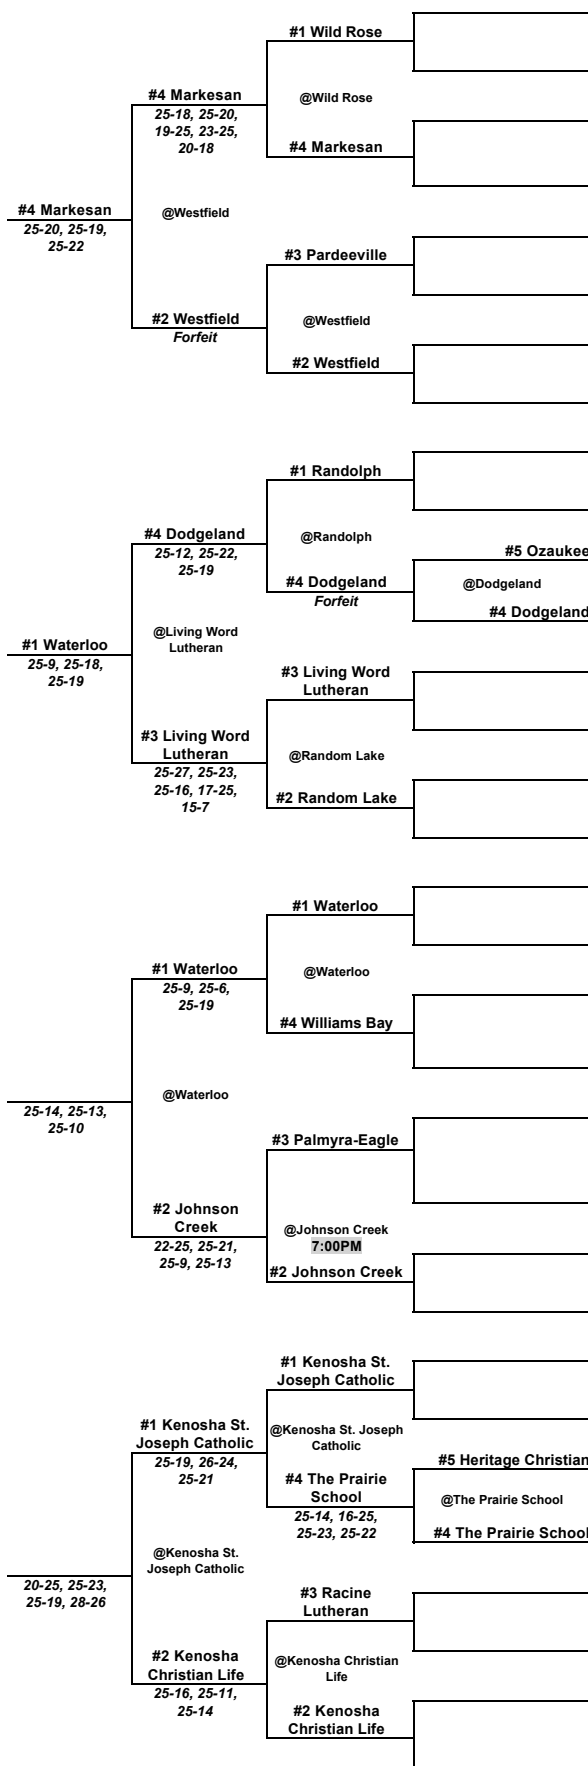 #1 Wild Rose
#4 Markesan
@Wild Rose
25-18, 25-20,
19-25, 23-25,
20-18
#4 Markesan
#4 Markesan
@Westfield
25-20, 25-19,
25-22
#3 Pardeeville
#2 Westfield
@Westfield
Forfeit
#2 Westfield
#1 Randolph
#4 Dodgeland
@Randolph
25-12, 25-22,
25-19
#5 Ozaukee
#4 Dodgeland
@Dodgeland
Forfeit
#4 Dodgeland
@Living Word
Lutheran
#1 Waterloo
25-9, 25-18,
25-19
#3 Living Word
Lutheran
#3 Living Word
Lutheran
@Random Lake
25-27, 25-23,
25-16, 17-25,
15-7
#2 Random Lake
#1 Waterloo
#1 Waterloo
@Waterloo
25-9, 25-6,
25-19
#4 Williams Bay
@Waterloo
25-14, 25-13,
25-10
#3 Palmyra-Eagle
#2 Johnson
Creek
@Johnson Creek
7:00PM
22-25, 25-21,
25-9, 25-13
#2 Johnson Creek
#1 Kenosha St.
Joseph Catholic
#1 Kenosha St.
Joseph Catholic
@Kenosha St. Joseph
Catholic
25-19, 26-24,
25-21
#5 Heritage Christian
#4 The Prairie
School
@The Prairie School
25-14, 16-25,
25-23, 25-22
#4 The Prairie School
@Kenosha St.
Joseph Catholic
20-25, 25-23,
25-19, 28-26
#3 Racine
Lutheran
#2 Kenosha
Christian Life
@Kenosha Christian
Life
25-16, 25-11,
25-14
#2 Kenosha
Christian Life